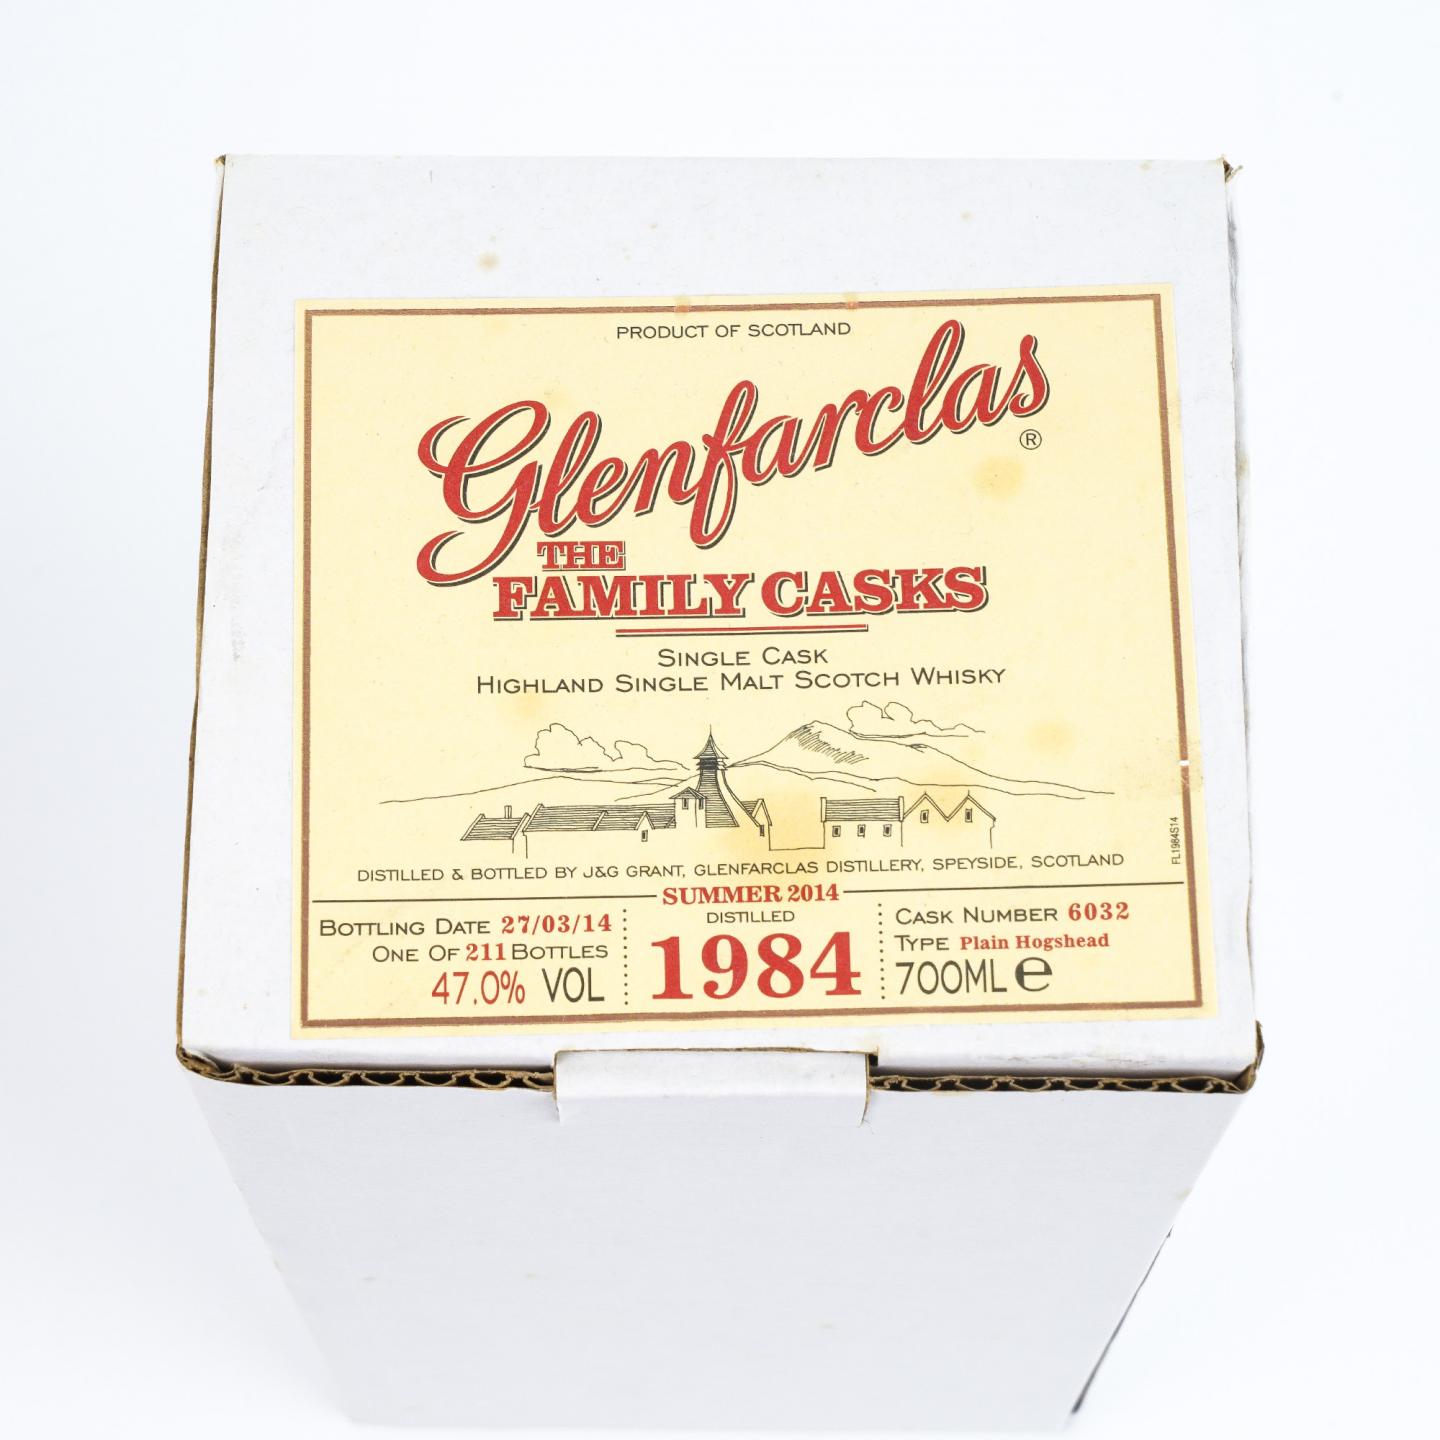 PRODUCT OF SCOTLAND
Glenfarclas
®
THE
FAMILY CASKS
SINGLE CASK
HIGHLAND SINGLE MALT SCOTCH WHISKY
FL1984S14
DISTILLED & BOTTLED BY J&G GRANT, GLENFARCLAS DISTILLERY, SPEYSIDE, SCOTLAND
SUMMER 2014
BOTTLING DATE 27/03/14
ONE OF 211 BOTTLES
47.0% VOL
DISTILLED
1984
CASK NUMBER 6032
TYPE Plain Hogshead
700ML e